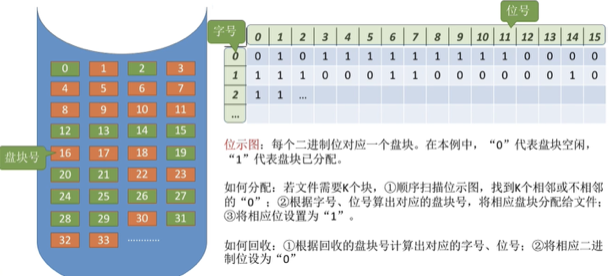 位号
字号
0 1 2 3 4 5 6 7 8 9 10 11 12 13 14 15
0 0 1 0 1 1 1 1 1 1 1 1 1 0 0 0 0
1 1 1 1 0 0 0 1 1 0 0 0 0 0 0 1 0
2 1 1 …
…
0 1 2 3
4 5 6 7
8 9 10 11
12 13 14 15
盘块号
16 17 18 19
20 21 22 23
24 25 26 27
28 29 30 31
32 33 …………
位示图：每个二进制位对应一个盘块。在本例中，“0”代表盘块空闲，
“1”代表盘块已分配。
如何分配：若文件需要K个块，①顺序扫描位示图，找到K个相邻或不相邻
的“0”；②根据字号、位号算出对应的盘块号，将相应盘块分配给文件；
③将相应位设置为“1”。
如何回收：①根据回收的盘块号计算出对应的字号、位号；②将相应二进
制位设为“0”